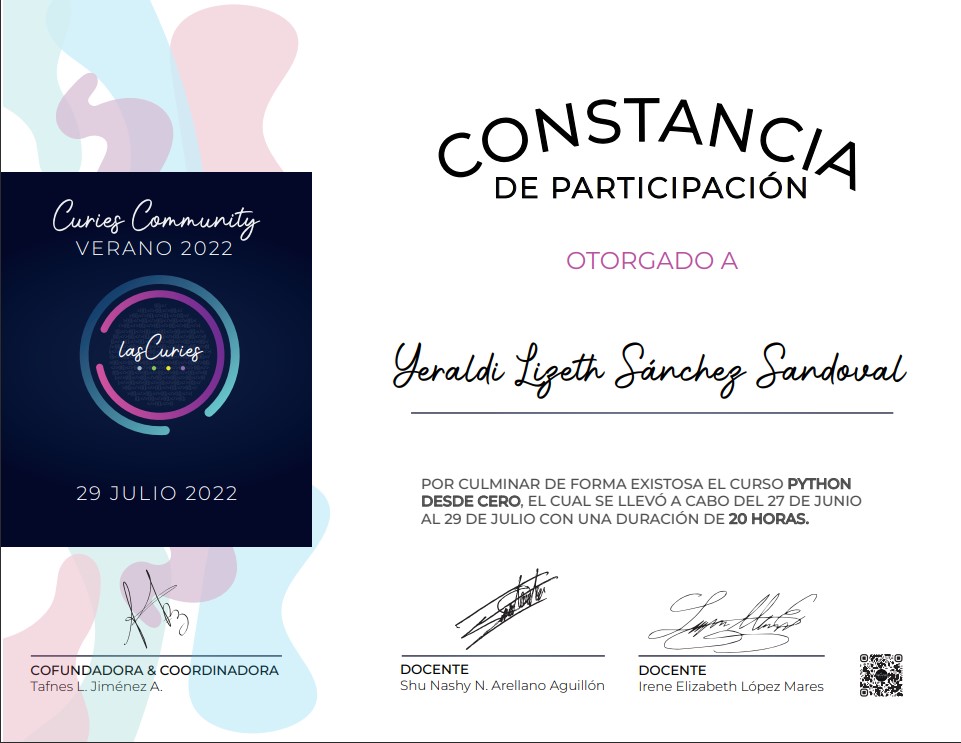 Curies Community
VERANO 2022
lasCuries
29 JULIO 2022
CONSTANCIA
DE PARTICIPACIÓN
OTORGADO A
Yeraldi Lizeth Sánchez Sandoval
POR CULMINAR DE FORMA EXISTOSA EL CURSO PYTHON
DESDE CERO, EL CUAL SE LLEVÓ A CABO DEL 27 DE JUNIO
AL 29 DE JULIO CON UNA DURACIÓN DE 20 HORAS.
COFUNDADORA & COORDINADORA
Tafnes L. Jiménez A.
DOCENTE
Shu Nashy N. Arellano Aguillón
DOCENTE
Irene Elizabeth López Mares